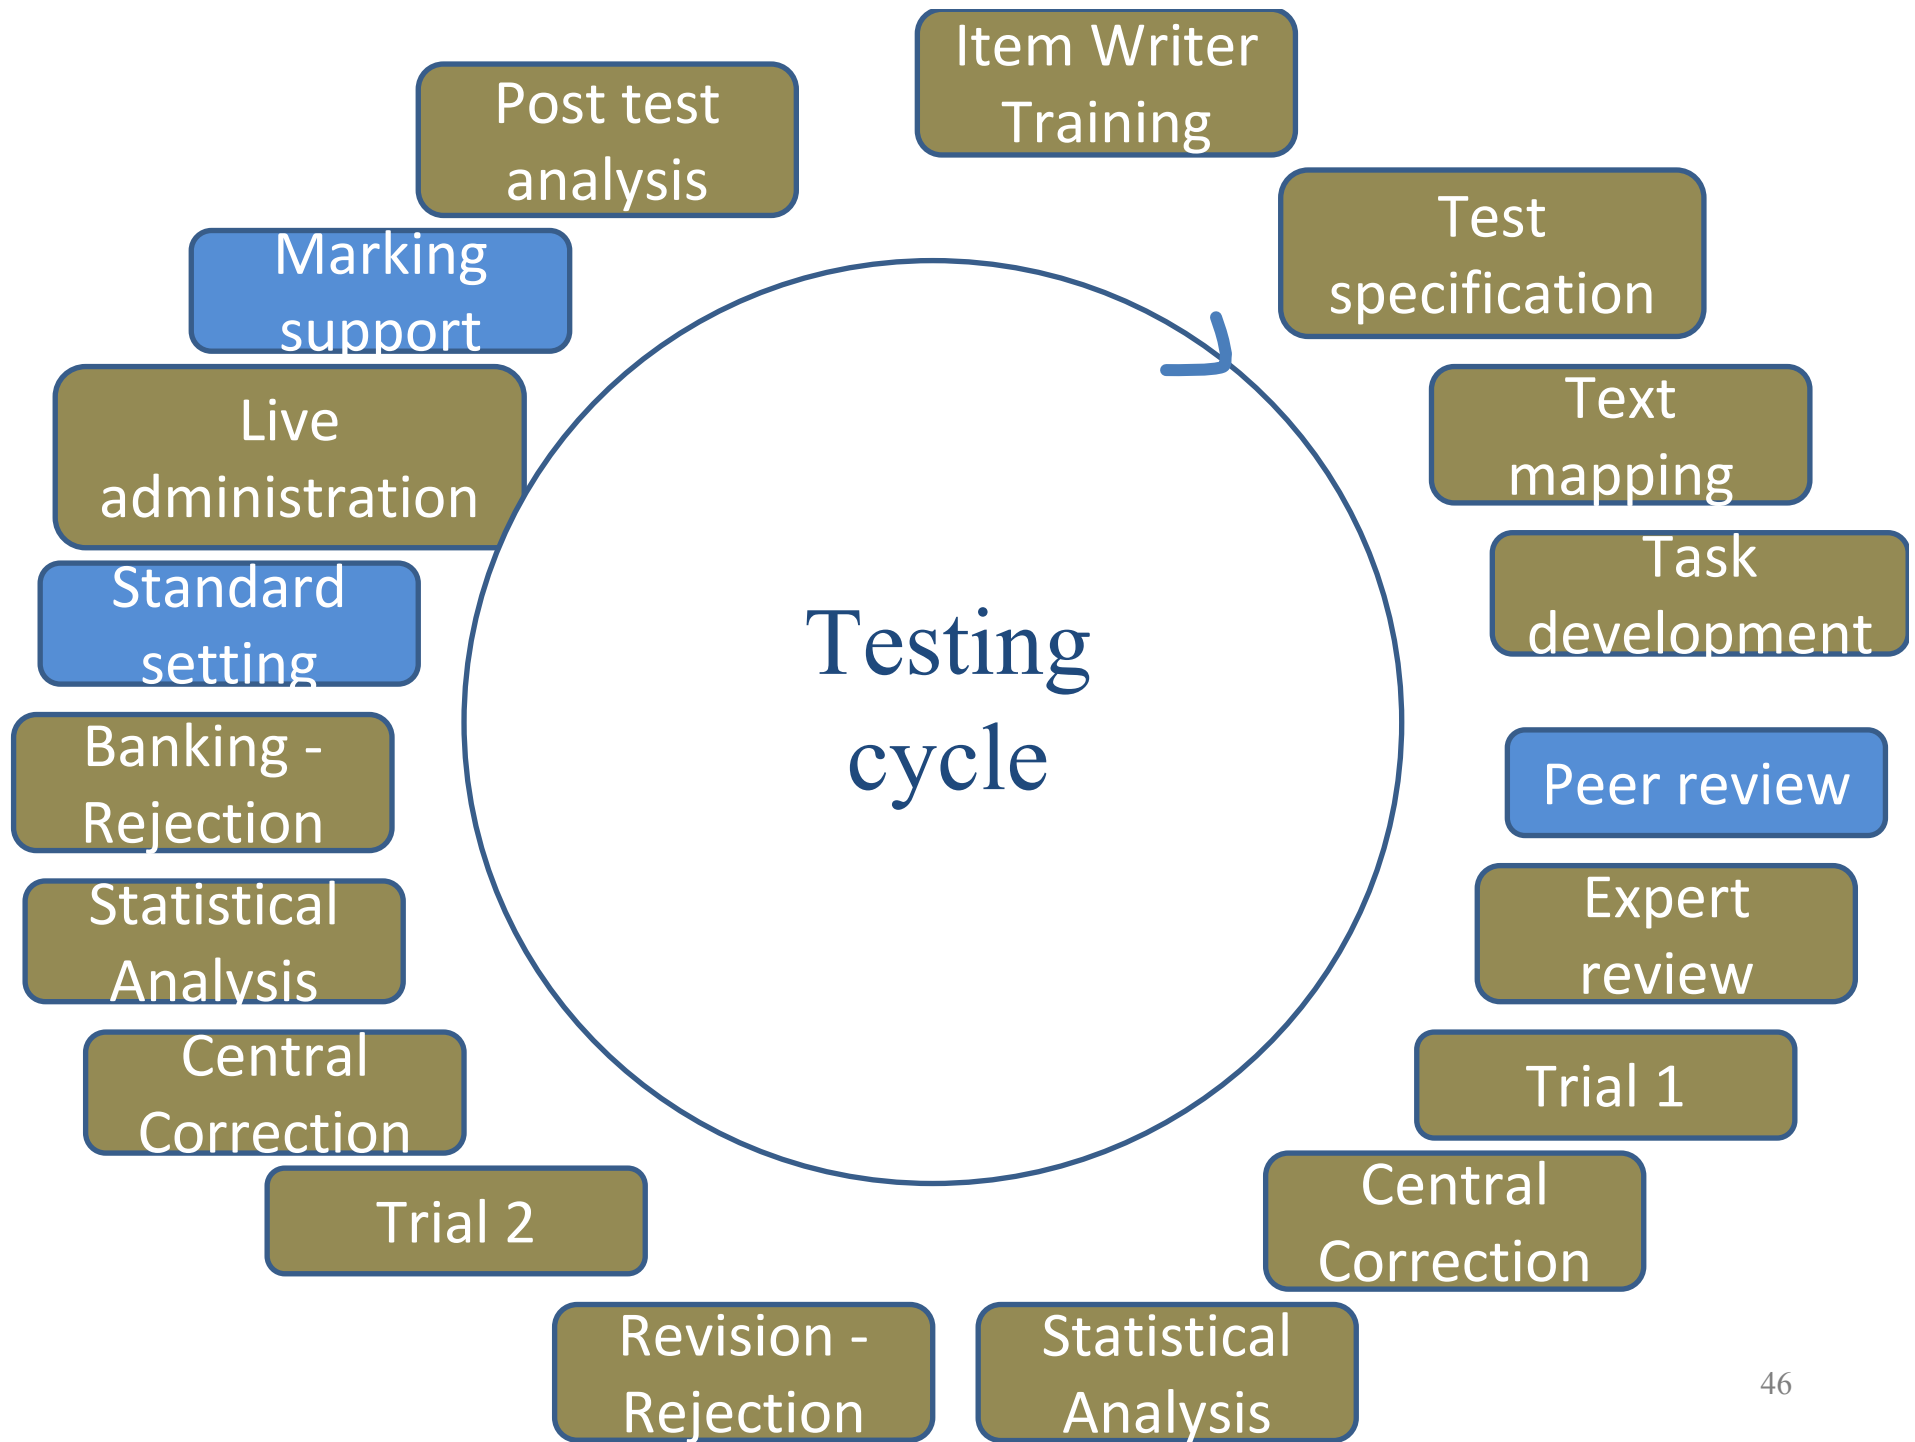 Item Writer
Training
Test
specification
Text
mapping
Task
development
Peer review
Expert
review
Trial 1
Central
Correction
Statistical
Analysis
Revision -
Rejection
Trial 2
Central
Correction
Statistical
Analysis
Banking -
Rejection
Standard
setting
Live
administration
Marking
support
Post test
analysis
Testing
cycle
46